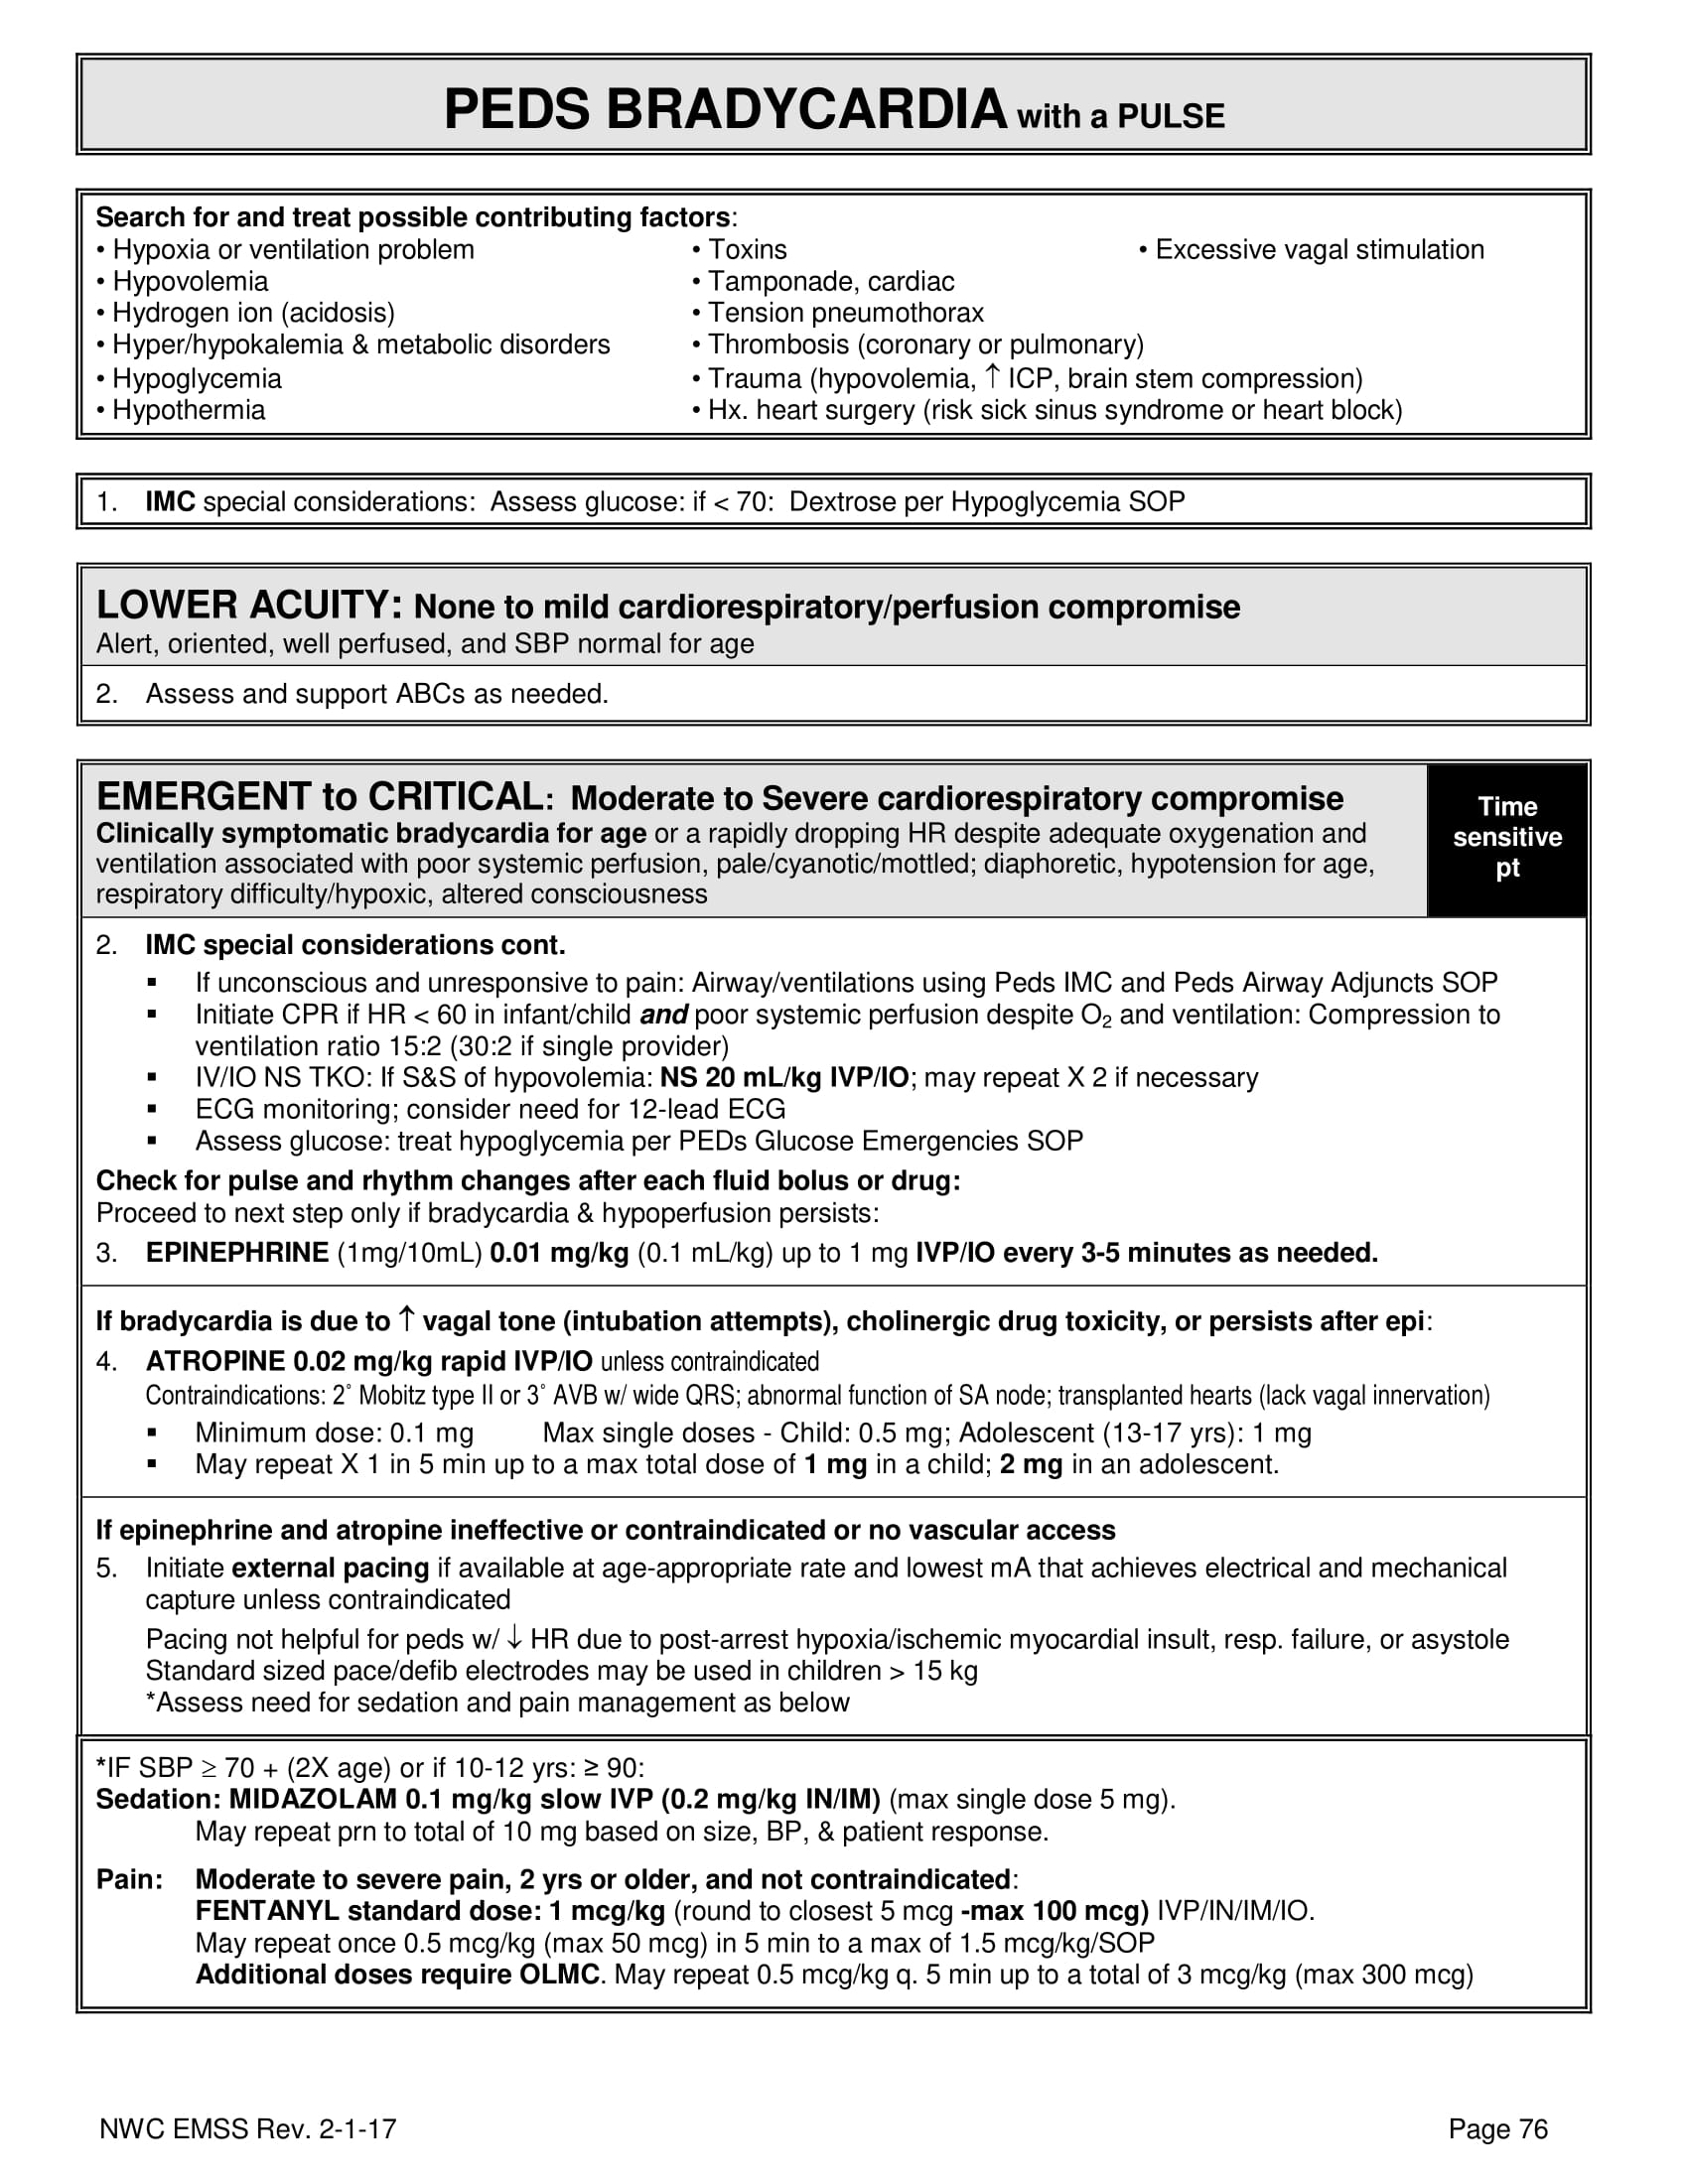 PEDS BRADYCARDIA with a PULSE
Search for and treat possible contributing factors:
• Hypoxia or ventilation problem
• Hypovolemia
• Hydrogen ion (acidosis)
• Hyper/hypokalemia & metabolic disorders
• Hypoglycemia
• Hypothermia
• Toxins
• Tamponade, cardiac
• Tension pneumothorax
• Thrombosis (coronary or pulmonary)
• Trauma (hypovolemia, ↑ ICP, brain stem compression)
• Hx. heart surgery (risk sick sinus syndrome or heart block)
• Excessive vagal stimulation
1. IMC special considerations: Assess glucose: if < 70: Dextrose per Hypoglycemia SOP
LOWER ACUITY: None to mild cardiorespiratory/perfusion compromise
Alert, oriented, well perfused, and SBP normal for age
2. Assess and support ABCs as needed.
EMERGENT to CRITICAL: Moderate to Severe cardiorespiratory compromise
Clinically symptomatic bradycardia for age or a rapidly dropping HR despite adequate oxygenation and
ventilation associated with poor systemic perfusion, pale/cyanotic/mottled; diaphoretic, hypotension for age,
respiratory difficulty/hypoxic, altered consciousness
Time
sensitive
pt
2. IMC special considerations cont.
▪ If unconscious and unresponsive to pain: Airway/ventilations using Peds IMC and Peds Airway Adjuncts SOP
▪ Initiate CPR if HR < 60 in infant/child and poor systemic perfusion despite O₂ and ventilation: Compression to
ventilation ratio 15:2 (30:2 if single provider)
▪ IV/IO NS TKO: If S&S of hypovolemia: NS 20 mL/kg IVP/IO; may repeat X 2 if necessary
▪ ECG monitoring; consider need for 12-lead ECG
▪ Assess glucose: treat hypoglycemia per PEDs Glucose Emergencies SOP
Check for pulse and rhythm changes after each fluid bolus or drug:
Proceed to next step only if bradycardia & hypoperfusion persists:
3. EPINEPHRINE (1mg/10mL) 0.01 mg/kg (0.1 mL/kg) up to 1 mg IVP/IO every 3-5 minutes as needed.
If bradycardia is due to ↑ vagal tone (intubation attempts), cholinergic drug toxicity, or persists after epi:
4. ATROPINE 0.02 mg/kg rapid IVP/IO unless contraindicated
Contraindications: 2˚ Mobitz type II or 3˚ AVB w/ wide QRS; abnormal function of SA node; transplanted hearts (lack vagal innervation)
▪ Minimum dose: 0.1 mg Max single doses - Child: 0.5 mg; Adolescent (13-17 yrs): 1 mg
▪ May repeat X 1 in 5 min up to a max total dose of 1 mg in a child; 2 mg in an adolescent.
If epinephrine and atropine ineffective or contraindicated or no vascular access
5. Initiate external pacing if available at age-appropriate rate and lowest mA that achieves electrical and mechanical
capture unless contraindicated
Pacing not helpful for peds w/ ↓ HR due to post-arrest hypoxia/ischemic myocardial insult, resp. failure, or asystole
Standard sized pace/defib electrodes may be used in children > 15 kg
*Assess need for sedation and pain management as below
*IF SBP ≥ 70 + (2X age) or if 10-12 yrs: ≥ 90:
Sedation: MIDAZOLAM 0.1 mg/kg slow IVP (0.2 mg/kg IN/IM) (max single dose 5 mg).
May repeat prn to total of 10 mg based on size, BP, & patient response.
Pain: Moderate to severe pain, 2 yrs or older, and not contraindicated:
FENTANYL standard dose: 1 mcg/kg (round to closest 5 mcg -max 100 mcg) IVP/IN/IM/IO.
May repeat once 0.5 mcg/kg (max 50 mcg) in 5 min to a max of 1.5 mcg/kg/SOP
Additional doses require OLMC. May repeat 0.5 mcg/kg q. 5 min up to a total of 3 mcg/kg (max 300 mcg)
NWC EMSS Rev. 2-1-17
Page 76